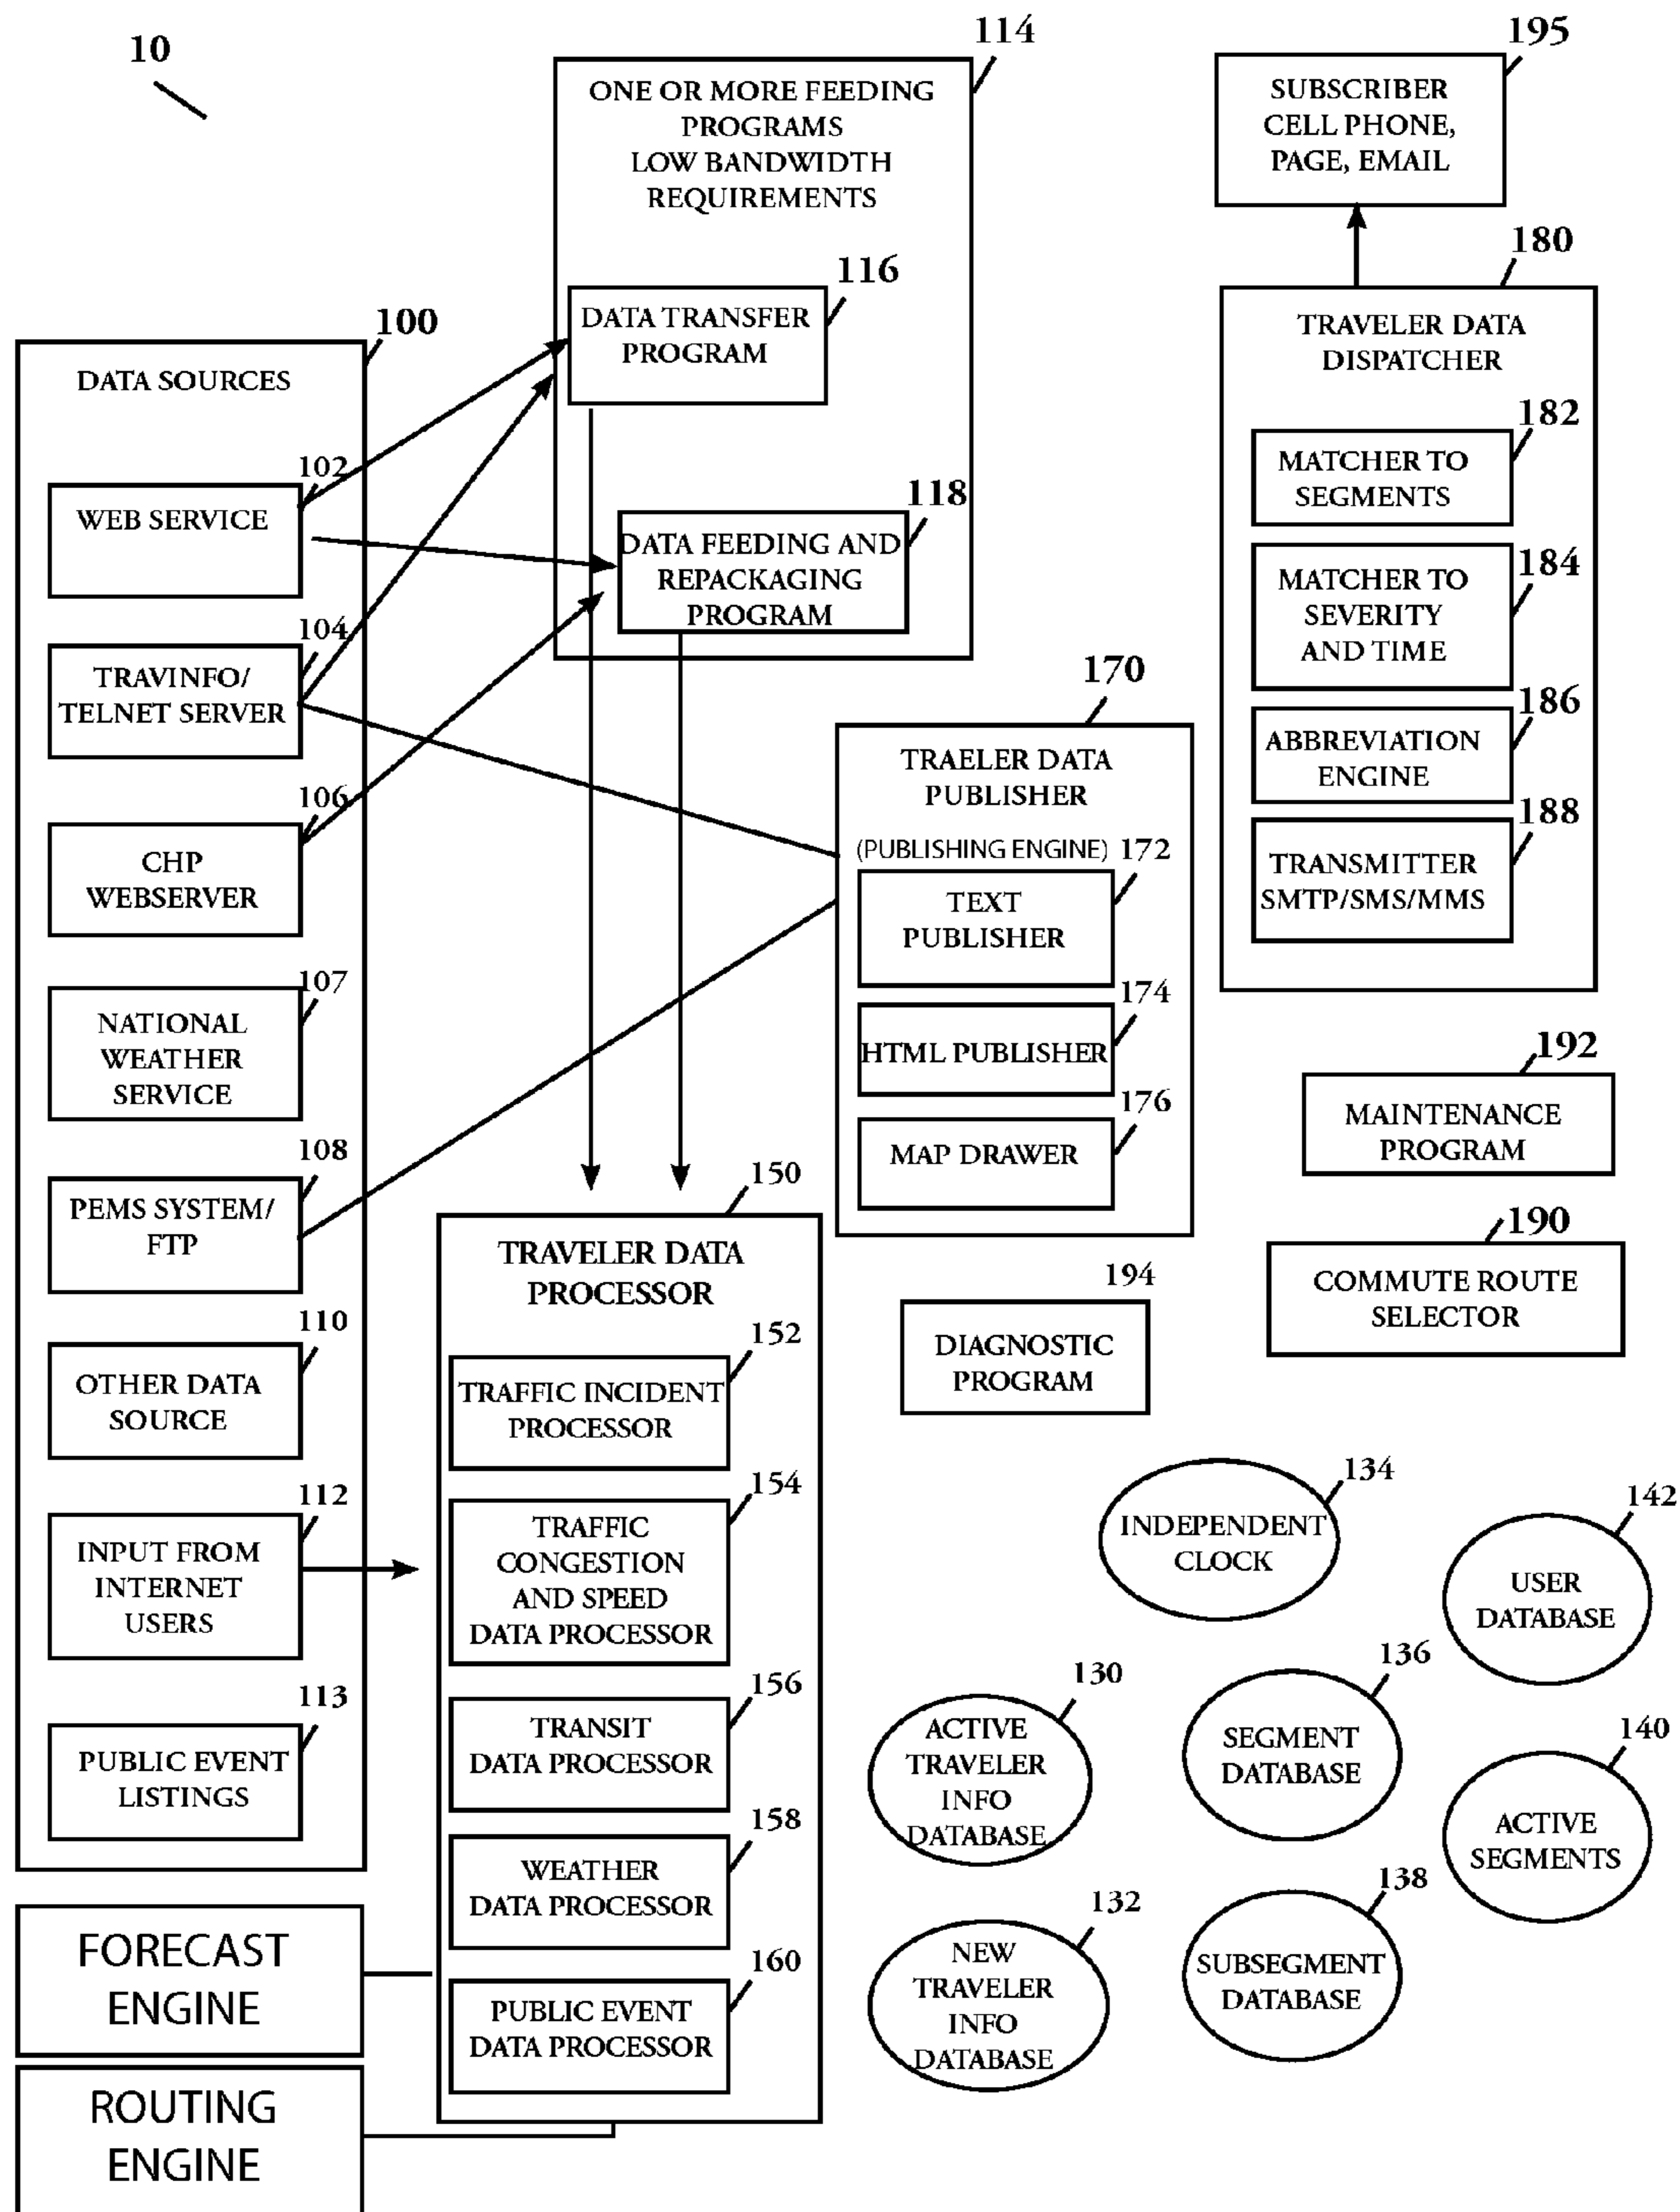 10
114
ONE OR MORE FEEDING
PROGRAMS
LOW BANDWIDTH
REQUIREMENTS
116
DATA TRANSFER
PROGRAM
118
DATA FEEDING AND
REPACKAGING
PROGRAM
195
SUBSCRIBER
CELL PHONE,
PAGE, EMAIL
180
TRAVELER DATA
DISPATCHER
182
MATCHER TO
SEGMENTS
184
MATCHER TO
SEVERITY
AND TIME
186
ABBREVIATION
ENGINE
188
TRANSMITTER
SMTP/SMS/MMS
100
DATA SOURCES
102
WEB SERVICE
104
TRAVINFO/
TELNET SERVER
106
CHP
WEBSERVER
107
NATIONAL
WEATHER
SERVICE
108
PEMS SYSTEM/
FTP
110
OTHER DATA
SOURCE
112
INPUT FROM
INTERNET
USERS
113
PUBLIC EVENT
LISTINGS
170
TRAELER DATA
PUBLISHER
(PUBLISHING ENGINE) 172
TEXT
PUBLISHER
174
HTML PUBLISHER
176
MAP DRAWER
192
MAINTENANCE
PROGRAM
190
COMMUTE ROUTE
SELECTOR
194
DIAGNOSTIC
PROGRAM
150
TRAVELER DATA
PROCESSOR
152
TRAFFIC INCIDENT
PROCESSOR
154
TRAFFIC
CONGESTION
AND SPEED
DATA PROCESSOR
156
TRANSIT
DATA PROCESSOR
158
WEATHER
DATA PROCESSOR
160
PUBLIC EVENT
DATA PROCESSOR
134
INDEPENDENT
CLOCK
142
USER
DATABASE
130
ACTIVE
TRAVELER
INFO
DATABASE
136
SEGMENT
DATABASE
140
ACTIVE
SEGMENTS
132
NEW
TRAVELER
INFO
DATABASE
138
SUBSEGMENT
DATABASE
FORECAST
ENGINE
ROUTING
ENGINE